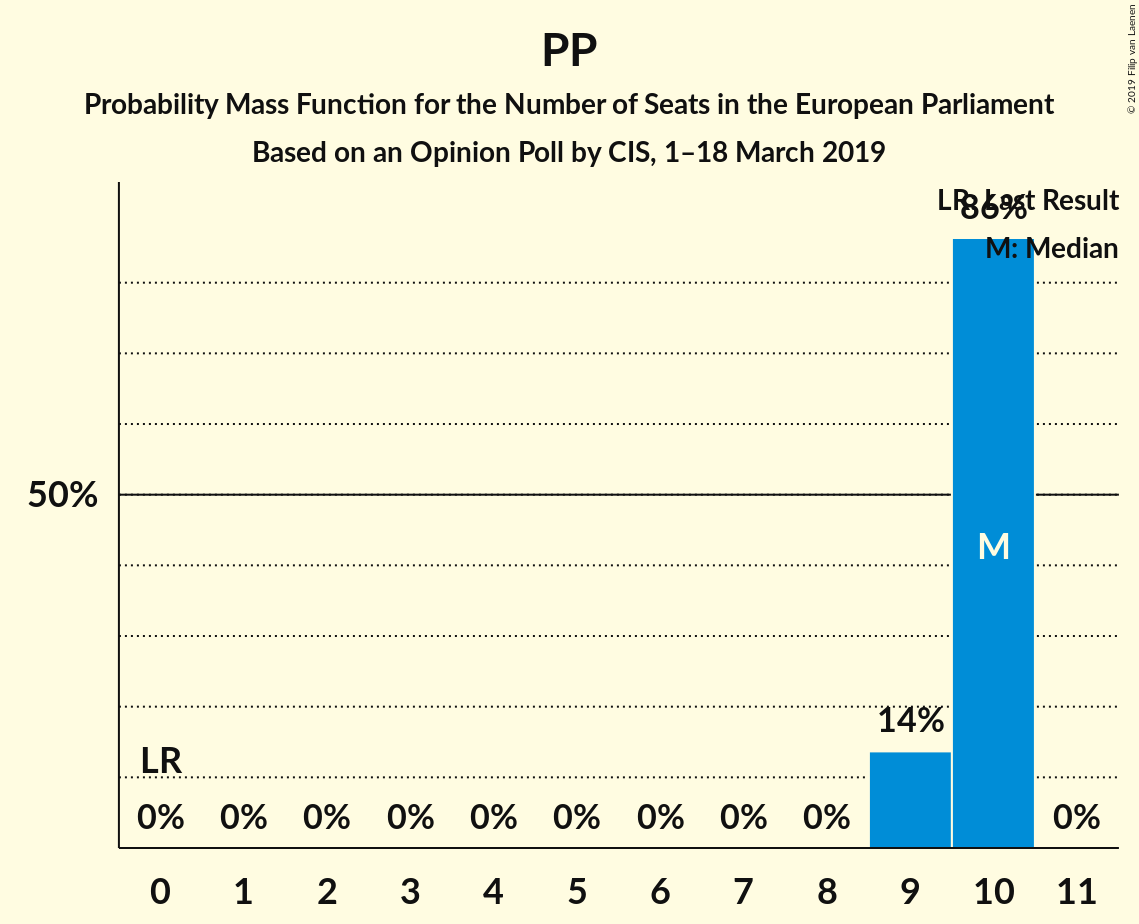 PP
Probability Mass Function for the Number of Seats in the European Parliament
Based on an Opinion Poll by CIS, 1–18 March 2019
© 2019 Filip van Laenen
LR: Last Result
86%
M: Median
50%
M
14%
LR
0% 0% 0% 0% 0% 0% 0% 0% 0% 0%
0 1 2 3 4 5 6 7 8 9 10 11